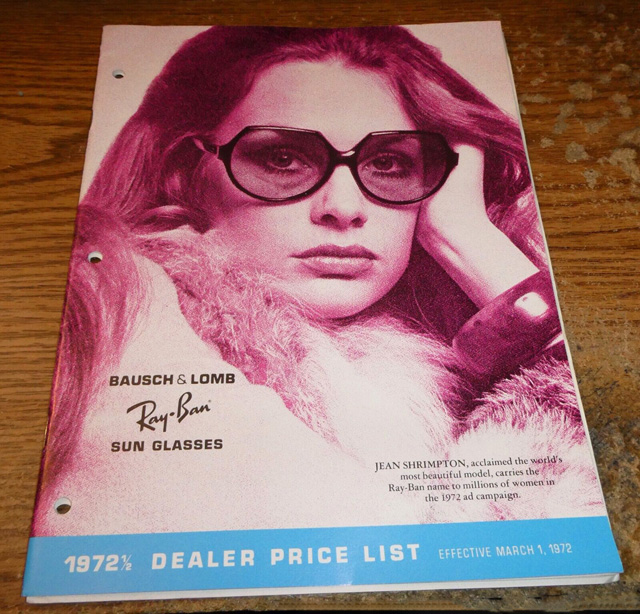 BAUSCH & LOMB
Ray-Ban
SUN GLASSES
JEAN SHRIMPTON, acclaimed the world's
most beautiful model, carries the
Ray-Ban name to millions of women in
the 1972 ad campaign.
1972½ DEALER PRICE LIST EFFECTIVE MARCH 1, 1972